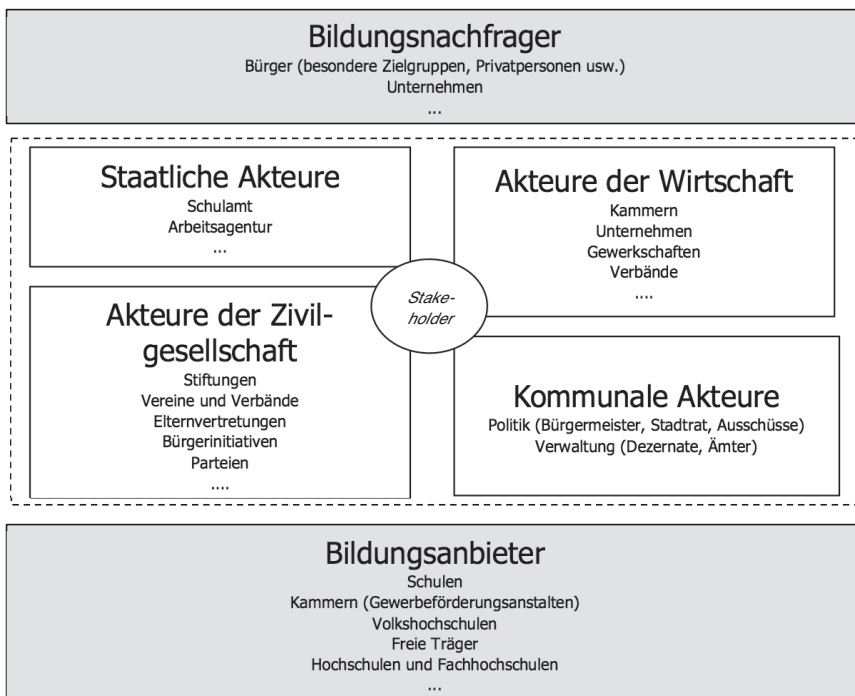 Bildungsnachfrager
Bürger (besondere Zielgruppen, Privatpersonen usw.)
Unternehmen
...
Staatliche Akteure
Schulamt
Arbeitsagentur
...
Akteure der Wirtschaft
Kammern
Unternehmen
Gewerkschaften
Verbände
....
Stake-
holder
Akteure der Zivil-
gesellschaft
Stiftungen
Vereine und Verbände
Elternvertretungen
Bürgerinitiativen
Parteien
....
Kommunale Akteure
Politik (Bürgermeister, Stadtrat, Ausschüsse)
Verwaltung (Dezernate, Ämter)
Bildungsanbieter
Schulen
Kammern (Gewerbeförderungsanstalten)
Volkshochschulen
Freie Träger
Hochschulen und Fachhochschulen
...